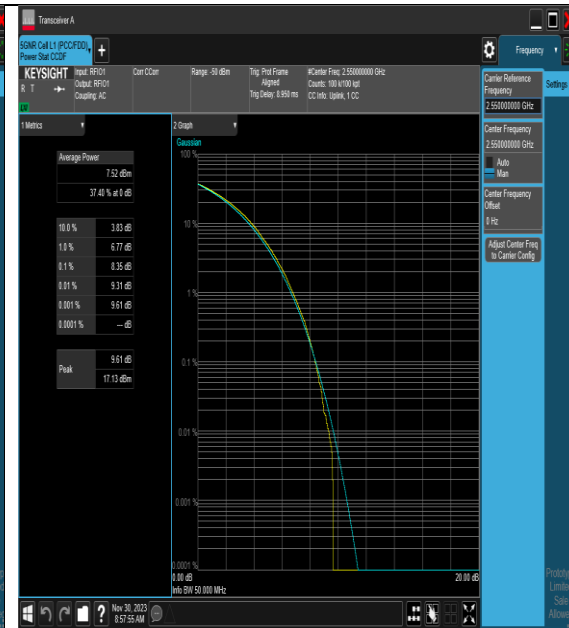 Transceiver A
5GNR Cell L1 (PCC/FDD)
Power Stat CCDF
+
Frequency
KEYSIGHT
R T
Input: RFIO1
Output: RFIO1
Coupling: AC
Corr CCorr
Range: -50 dBm
Trig: Prot Frame
Aligned
Trig Delay: 8.950 ms
#Center Freq: 2.550000000 GHz
Counts: 100 k/100 kpt
CC Info: Uplink, 1 CC
Carrier Reference
Frequency
2.550000000 GHz
Settings
Center Frequency
2.550000000 GHz
Auto
Man
Center Frequency
Offset
0 Hz
Adjust Center Freq
to Carrier Config
1 Metrics
Average Power
7.52 dBm
37.40 % at 0 dB
10.0 % 3.83 dB
1.0 % 6.77 dB
0.1 % 8.35 dB
0.01 % 9.31 dB
0.001 % 9.61 dB
0.0001 % --- dB
Peak 9.61 dB
17.13 dBm
2 Graph
Gaussian
100 %
10 %
1 %
0.1 %
0.01 %
0.001 %
0.0001 %
0.00 dB 20.00 dB
Info BW 50.000 MHz
Nov 30, 2023
8:57:55 AM